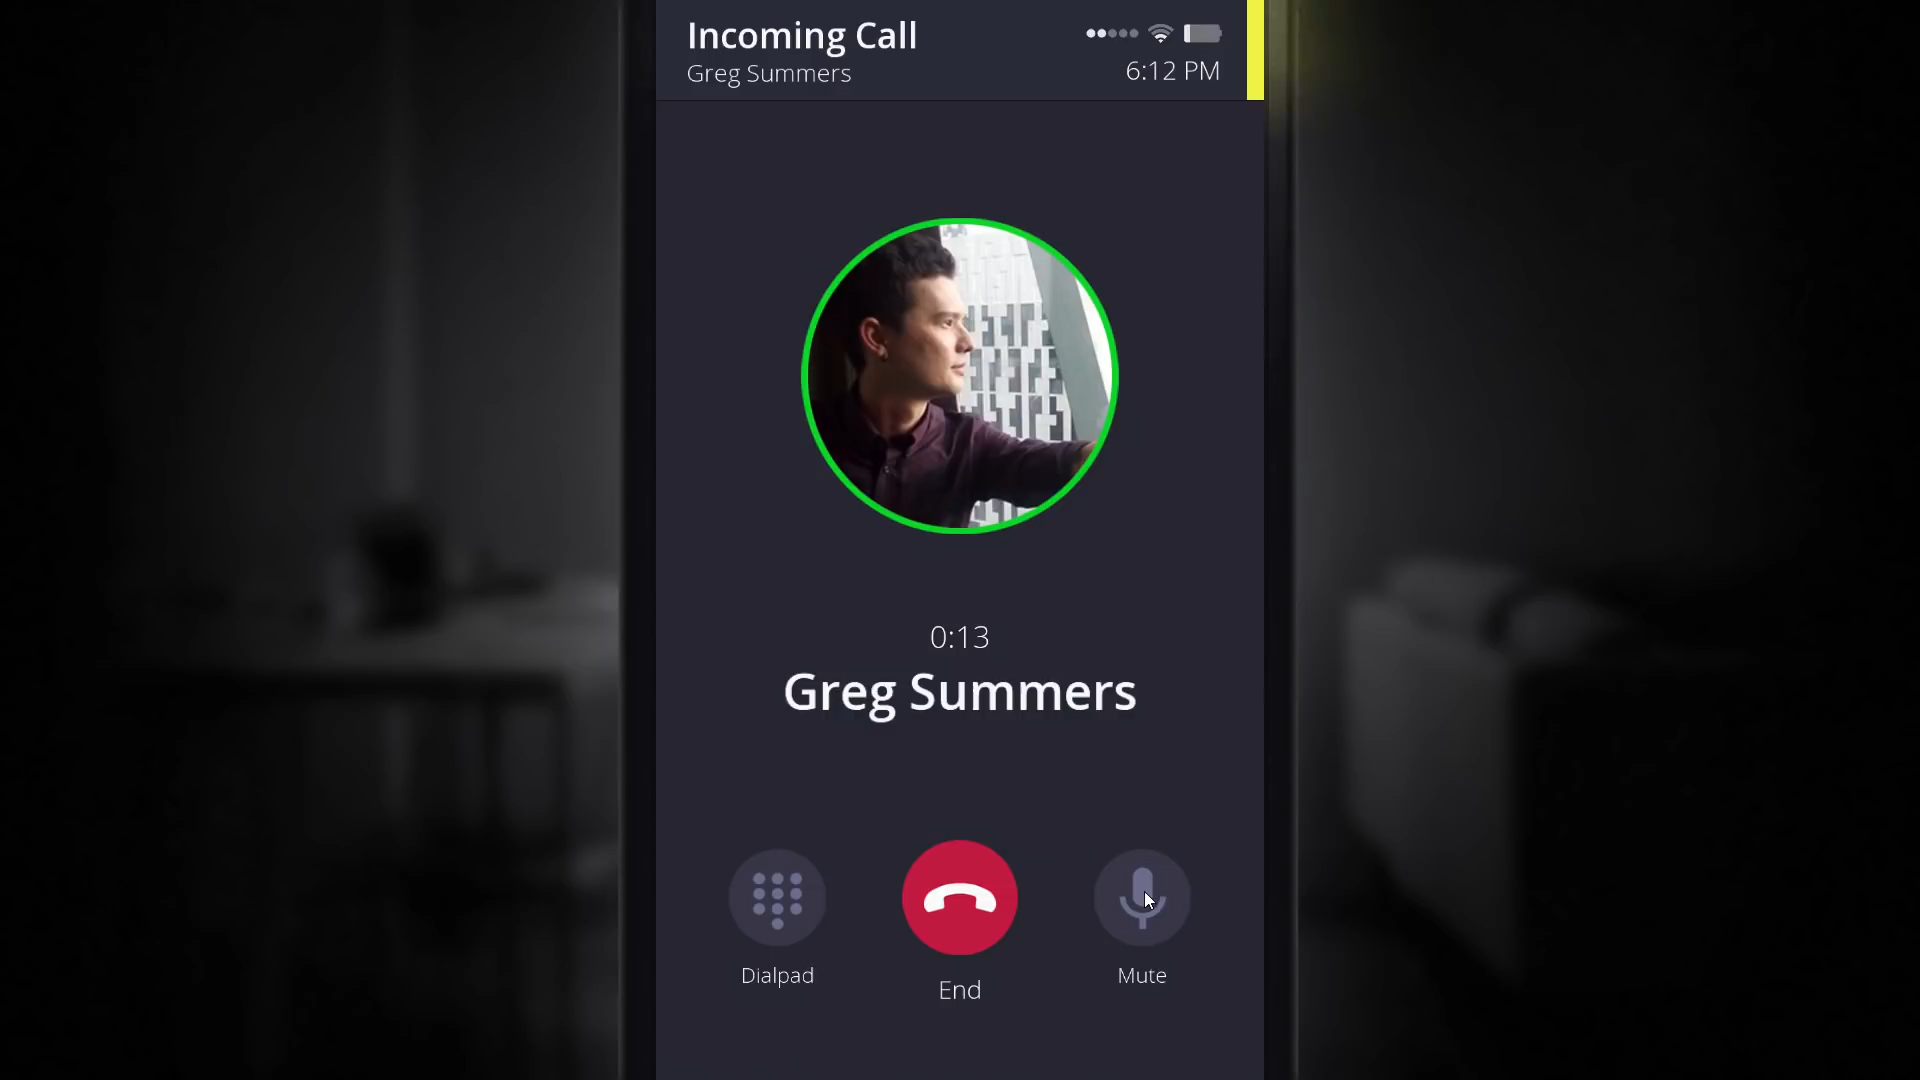 Incoming Call
Greg Summers
6:12 PM
0:13
Greg Summers
Dialpad
End
Mute